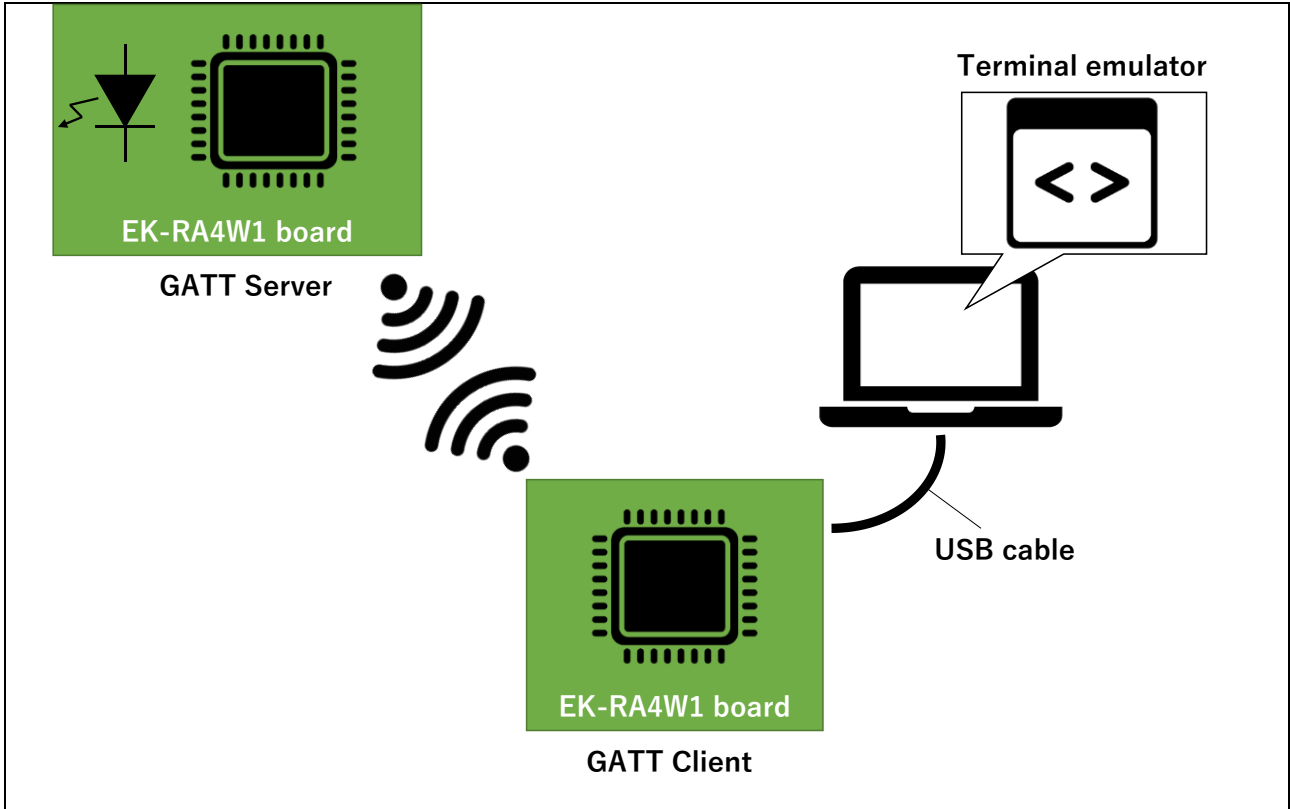 Terminal emulator
< >
EK-RA4W1 board
GATT Server
USB cable
EK-RA4W1 board
GATT Client